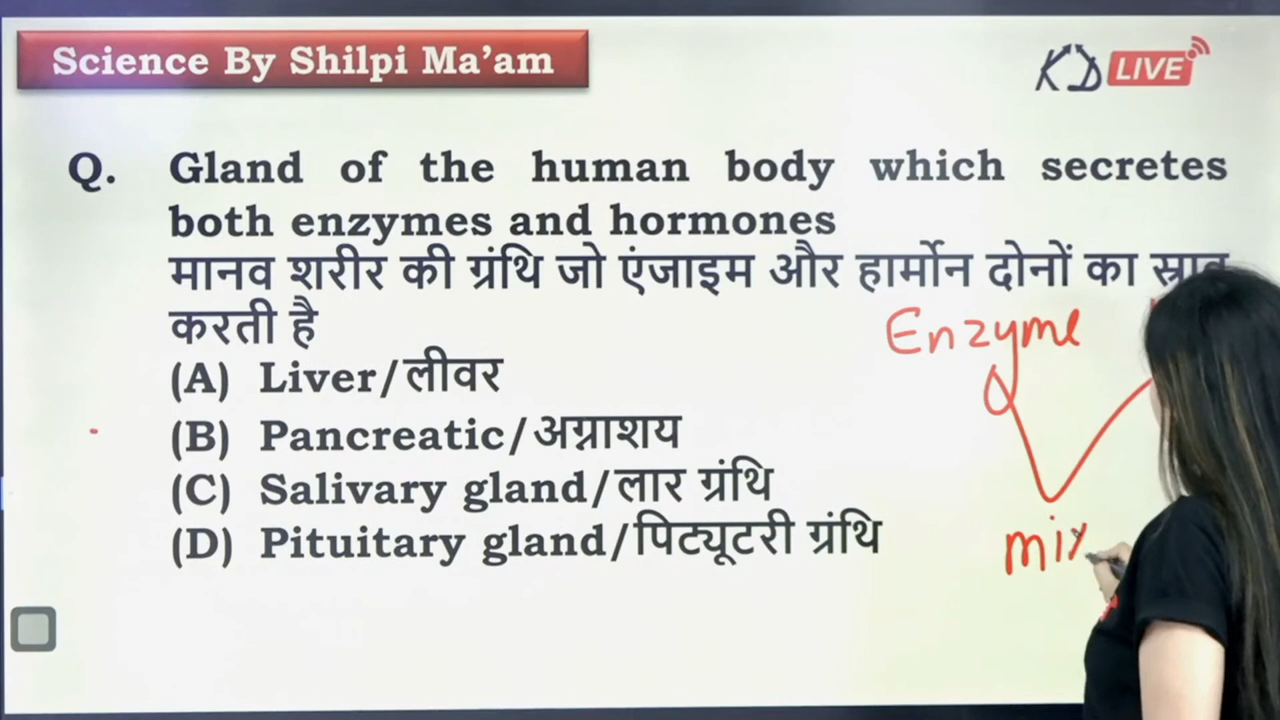 Science By Shilpi Ma'am
KD LIVE
Q. Gland of the human body which secretes
both enzymes and hormones
मानव शरीर की ग्रंथि जो एंजाइम और हार्मोन दोनों का स्राव
करती है
Enzyme
(A) Liver/लीवर
(B) Pancreatic/अग्नाशय
(C) Salivary gland/लार ग्रंथि
(D) Pituitary gland/पिट्यूटरी ग्रंथि
mix